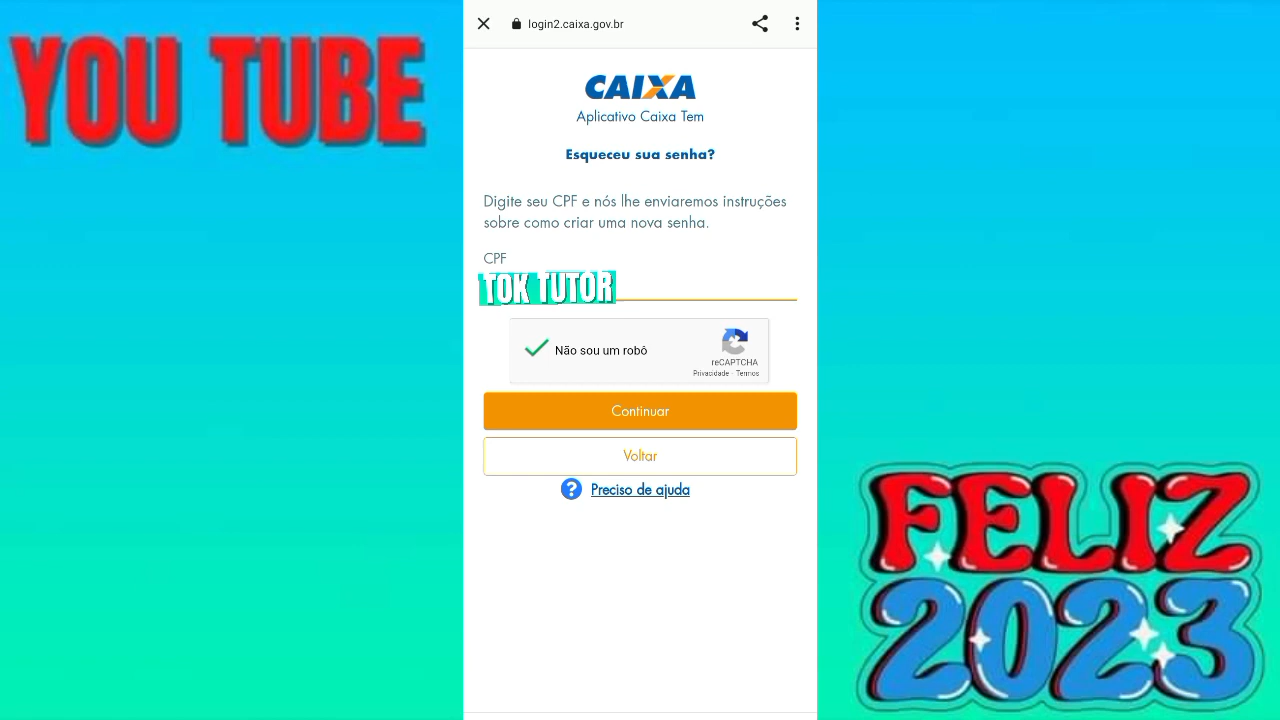 YOU TUBE
login2.caixa.gov.br
CAIXA
Aplicativo Caixa Tem
Esqueceu sua senha?
Digite seu CPF e nós lhe enviaremos instruções
sobre como criar uma nova senha.
CPF
TOK TUTOR
Não sou um robô
reCAPTCHA
Privacidade - Termos
Continuar
Voltar
? Preciso de ajuda
FELIZ
2023